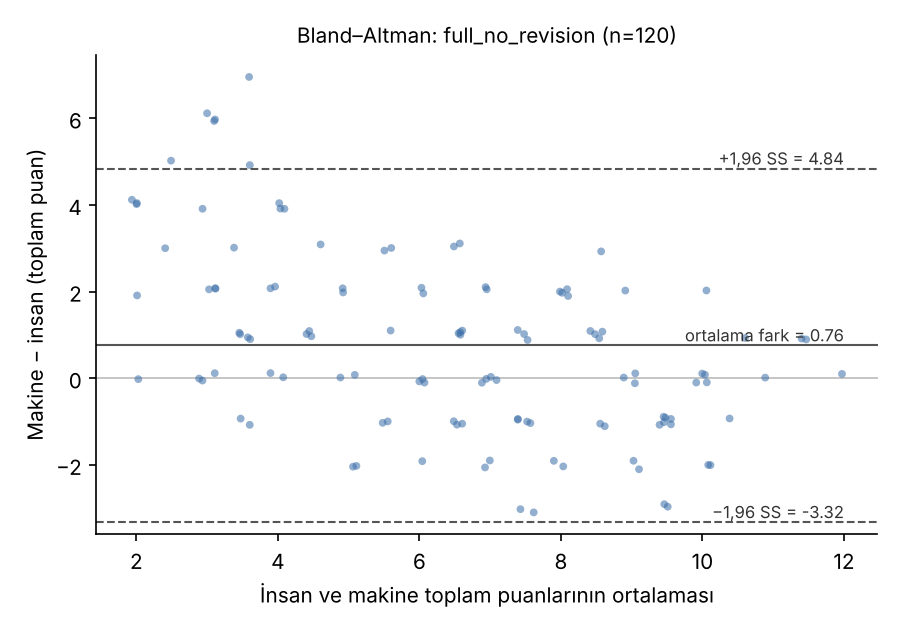 Bland–Altman: full_no_revision (n=120)
Makine − insan (toplam puan)
6
+1,96 SS = 4.84
4
2
ortalama fark = 0.76
0
−2
−1,96 SS = -3.32
2 4 6 8 10 12
İnsan ve makine toplam puanlarının ortalaması